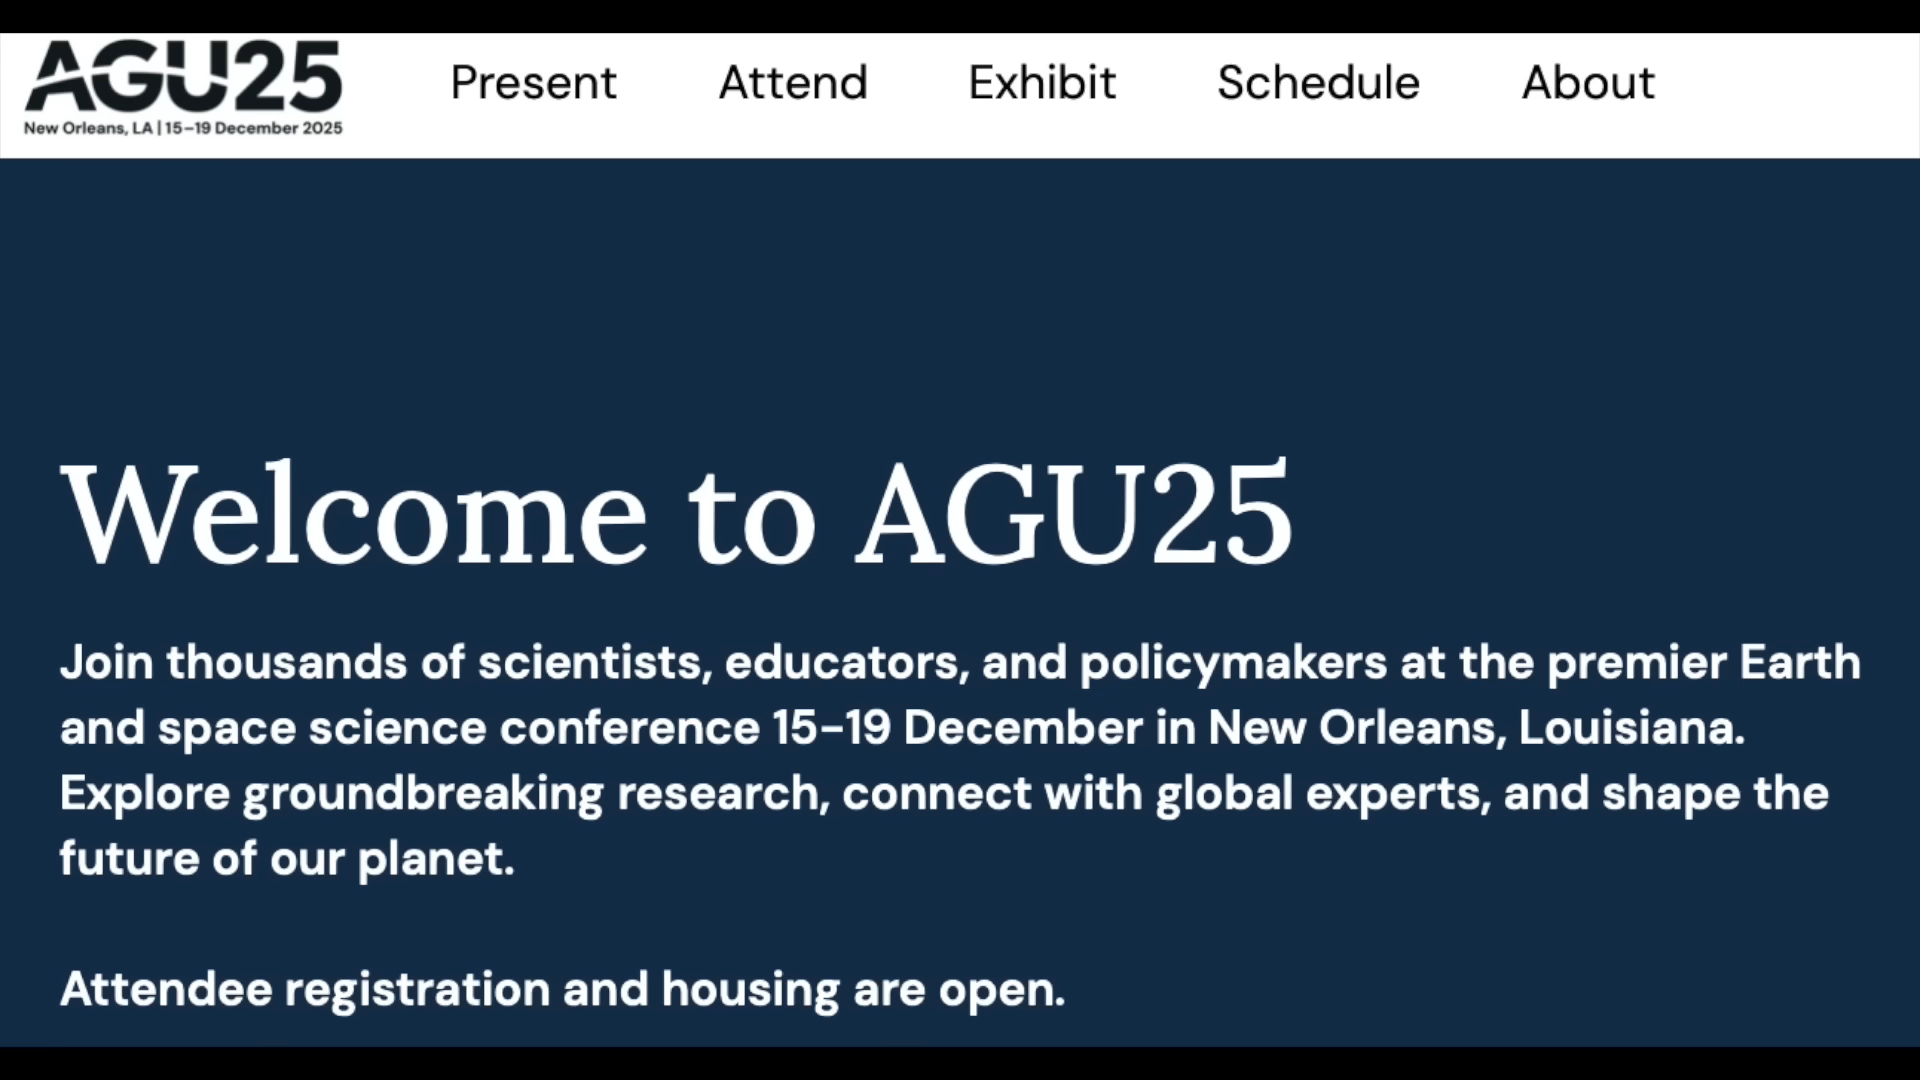 AGU25
New Orleans, LA | 15–19 December 2025
Present Attend Exhibit Schedule About
Welcome to AGU25
Join thousands of scientists, educators, and policymakers at the premier Earth
and space science conference 15–19 December in New Orleans, Louisiana.
Explore groundbreaking research, connect with global experts, and shape the
future of our planet.
Attendee registration and housing are open.